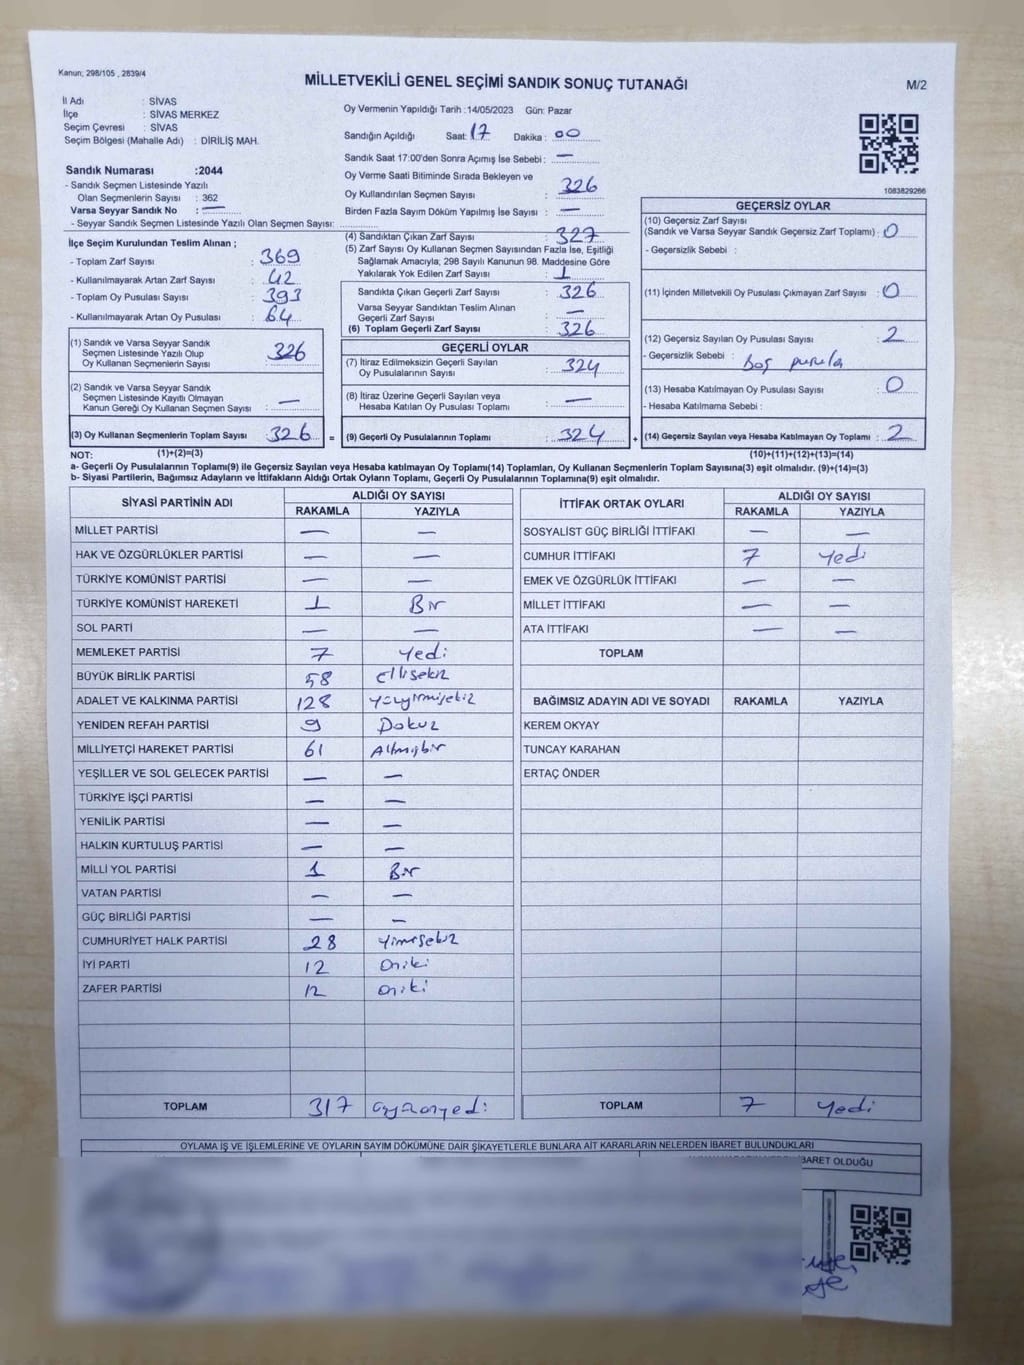 Kanun; 298/105 , 2839/4
MİLLETVEKİLİ GENEL SEÇİMİ SANDIK SONUÇ TUTANAĞI
M/2
İl Adı : SİVAS
İlçe : SİVAS MERKEZ
Seçim Çevresi : SİVAS
Seçim Bölgesi (Mahalle Adı) : DİRİLİŞ MAH.
Oy Vermenin Yapıldığı Tarih :14/05/2023 Gün: Pazar
Sandığın Açıldığı Saat: 17 Dakika : 00
Sandık Saat 17:00'den Sonra Açımış İse Sebebi : —
Oy Verme Saati Bitiminde Sırada Bekleyen ve
Oy Kullandırılan Seçmen Sayısı : 326
Birden Fazla Sayım Döküm Yapılmış İse Sayısı : —
1083829266
Sandık Numarası :2044
- Sandık Seçmen Listesinde Yazılı
Olan Seçmenlerin Sayısı : 362
Varsa Seyyar Sandık No : —
- Seyyar Sandık Seçmen Listesinde Yazılı Olan Seçmen Sayısı:
İlçe Seçim Kurulundan Teslim Alınan ;
- Toplam Zarf Sayısı : 369
- Kullanılmayarak Artan Zarf Sayısı : 42
- Toplam Oy Pusulası Sayısı : 393
- Kullanılmayarak Artan Oy Pusulası : 64
(4) Sandıktan Çıkan Zarf Sayısı : 327
(5) Zarf Sayısı Oy Kullanan Seçmen Sayısından Fazla İse, Eşitliği
Sağlamak Amacıyla, 298 Sayılı Kanunun 98. Maddesine Göre
Yakılarak Yok Edilen Zarf Sayısı : 1
Sandıkta Çıkan Geçerli Zarf Sayısı : 326
Varsa Seyyar Sandıktan Teslim Alınan
Geçerli Zarf Sayısı : —
(6) Toplam Geçerli Zarf Sayısı : 326
GEÇERSİZ OYLAR
(10) Geçersiz Zarf Sayısı
(Sandık ve Varsa Seyyar Sandık Geçersiz Zarf Toplamı) : 0
- Geçersizlik Sebebi :
(11) İçinden Milletvekili Oy Pusulası Çıkmayan Zarf Sayısı : 0
(12) Geçersiz Sayılan Oy Pusulası Sayısı : 2
- Geçersizlik Sebebi : Boş pusula
(13) Hesaba Katılmayan Oy Pusulası Sayısı : 0
- Hesaba Katılmama Sebebi :
(1) Sandık ve Varsa Seyyar Sandık
Seçmen Listesinde Yazılı Olup
Oy Kullanan Seçmenlerin Sayısı : 326
(2) Sandık ve Varsa Seyyar Sandık
Seçmen Listesinde Kayıtlı Olmayan
Kanun Gereği Oy Kullanan Seçmen Sayısı : —
GEÇERLİ OYLAR
(7) İtiraz Edilmeksizin Geçerli Sayılan
Oy Pusulalarının Sayısı : 324
(8) İtiraz Üzerine Geçerli Sayılan veya
Hesaba Katılan Oy Pusulası Toplamı : —
(3) Oy Kullanan Seçmenlerin Toplam Sayısı : 326 = (9) Geçerli Oy Pusulalarının Toplamı : 324 + (14) Geçersiz Sayılan veya Hesaba Katılmayan Oy Toplamı : 2
NOT: (1)+(2)=(3) (10)+(11)+(12)+(13)=(14)
a- Geçerli Oy Pusulalarının Toplamı(9) ile Geçersiz Sayılan veya Hesaba katılmayan Oy Toplamı(14) Toplamları, Oy Kullanan Seçmenlerin Toplam Sayısına(3) eşit olmalıdır. (9)+(14)=(3)
b- Siyasi Partilerin, Bağımsız Adayların ve İttifakların Aldığı Ortak Oyların Toplamı, Geçerli Oy Pusulalarının Toplamına(9) eşit olmalıdır.
SİYASİ PARTİNİN ADI ALDIĞI OY SAYISI
RAKAMLA YAZIYLA
MİLLET PARTİSİ — —
HAK VE ÖZGÜRLÜKLER PARTİSİ — —
TÜRKİYE KOMÜNİST PARTİSİ — —
TÜRKİYE KOMÜNİST HAREKETİ 1 Bir
SOL PARTİ — —
MEMLEKET PARTİSİ 7 Yedi
BÜYÜK BİRLİK PARTİSİ 58 ellisekiz
ADALET VE KALKINMA PARTİSİ 128 yüzyirmisekiz
YENİDEN REFAH PARTİSİ 9 Dokuz
MİLLİYETÇİ HAREKET PARTİSİ 61 Altmışbir
YEŞİLLER VE SOL GELECEK PARTİSİ — —
TÜRKİYE İŞÇİ PARTİSİ — —
YENİLİK PARTİSİ — —
HALKIN KURTULUŞ PARTİSİ — —
MİLLİ YOL PARTİSİ 1 Bir
VATAN PARTİSİ — —
GÜÇ BİRLİĞİ PARTİSİ — —
CUMHURİYET HALK PARTİSİ 28 yirmisekiz
İYİ PARTİ 12 Oniki
ZAFER PARTİSİ 12 oniki
TOPLAM 317 üçyüzonyedi
İTTİFAK ORTAK OYLARI ALDIĞI OY SAYISI
RAKAMLA YAZIYLA
SOSYALİST GÜÇ BİRLİĞİ İTTİFAKI — —
CUMHUR İTTİFAKI 7 Yedi
EMEK VE ÖZGÜRLÜK İTTİFAKI — —
MİLLET İTTİFAKI — —
ATA İTTİFAKI — —
TOPLAM
BAĞIMSIZ ADAYIN ADI VE SOYADI RAKAMLA YAZIYLA
KEREM OKYAY
TUNCAY KARAHAN
ERTAÇ ÖNDER
TOPLAM 7 Yedi
OYLAMA İŞ VE İŞLEMLERİNE VE OYLARIN SAYIM DÖKÜMÜNE DAİR ŞİKAYETLERLE BUNLARA AİT KARARLARIN NELERDEN İBARET BULUNDUKLARI
İBARET OLDUĞU